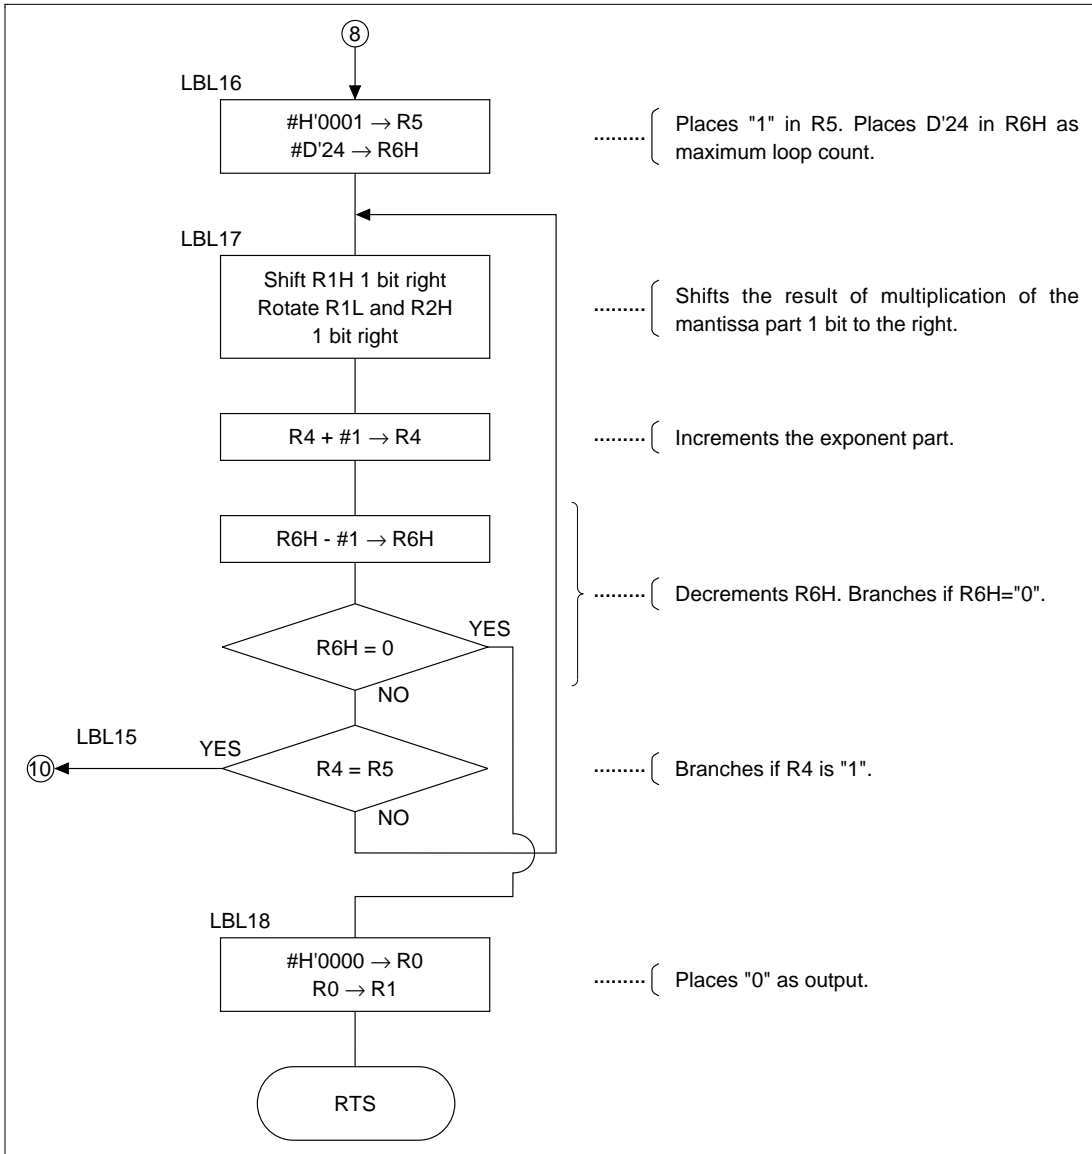 8
LBL16
#H'0001 → R5
#D'24 → R6H
......... Places "1" in R5. Places D'24 in R6H as
maximum loop count.
LBL17
Shift R1H 1 bit right
Rotate R1L and R2H
1 bit right
......... Shifts the result of multiplication of the
mantissa part 1 bit to the right.
R4 + #1 → R4
......... Increments the exponent part.
R6H - #1 → R6H
......... Decrements R6H. Branches if R6H="0".
R6H = 0
YES
NO
LBL15
10
YES
R4 = R5
......... Branches if R4 is "1".
NO
LBL18
#H'0000 → R0
R0 → R1
......... Places "0" as output.
RTS